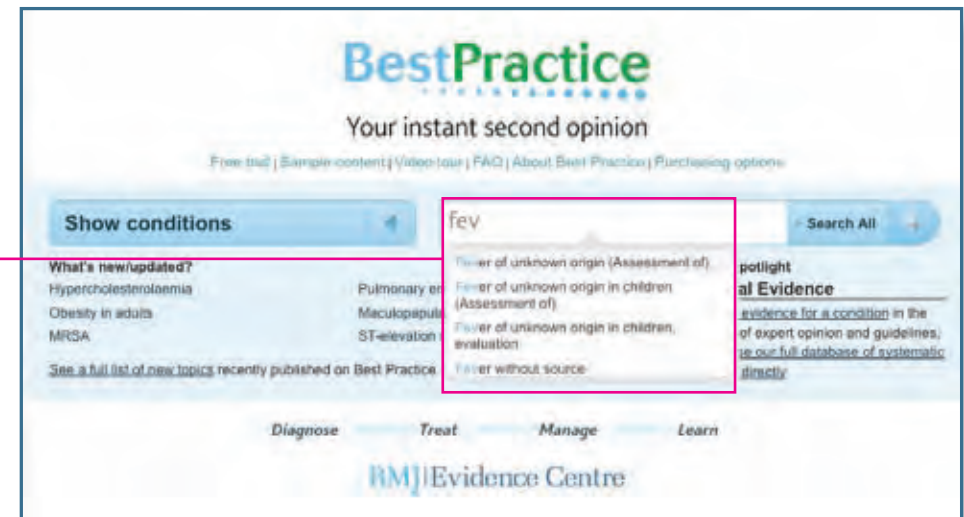 BestPractice
Your instant second opinion
Free trial | Sample content | Video tour | FAQ | About Best Practice | Purchasing options
Show conditions
fev
Search All
What's new/updated?
Hypercholesterolaemia
Obesity in adults
MRSA
Pulmonary
Maculopapula
ST-elevation
See a full list of new topics recently published on Best Practice
Fever of unknown origin (Assessment of)
Fever of unknown origin in children
(Assessment of)
Fever of unknown origin in children,
evaluation
Fever without source
potlight
al Evidence
evidence for a condition in the
of expert opinion and guidelines,
our full database of systematic
directly
Diagnose Treat Manage Learn
BMJ Evidence Centre